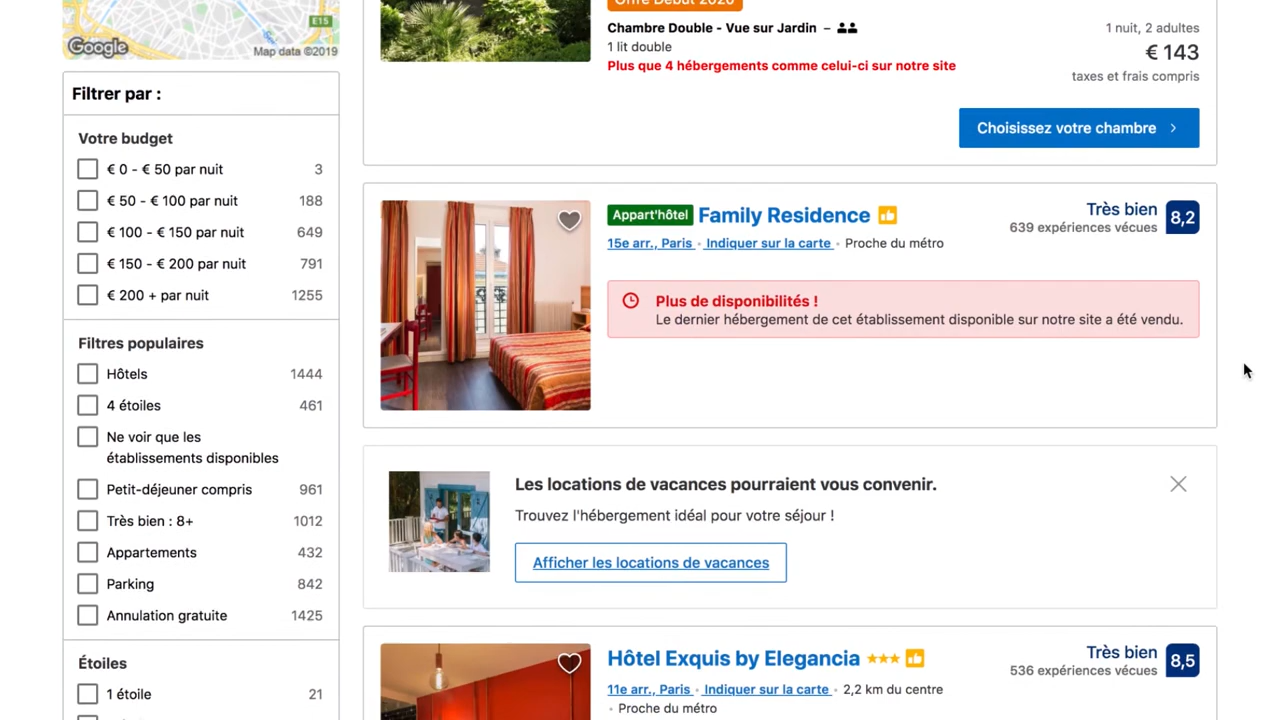 E15
Google
Map data ©2019
Filtrer par :
Votre budget
€ 0 - € 50 par nuit 3
€ 50 - € 100 par nuit 188
€ 100 - € 150 par nuit 649
€ 150 - € 200 par nuit 791
€ 200 + par nuit 1255
Filtres populaires
Hôtels 1444
4 étoiles 461
Ne voir que les
établissements disponibles
Petit-déjeuner compris 961
Très bien : 8+ 1012
Appartements 432
Parking 842
Annulation gratuite 1425
Étoiles
1 étoile 21
Offre Début 2020
Chambre Double - Vue sur Jardin – 1 nuit, 2 adultes
1 lit double € 143
Plus que 4 hébergements comme celui-ci sur notre site
taxes et frais compris
Choisissez votre chambre
Appart'hôtel Family Residence Très bien 8,2
639 expériences vécues
15e arr., Paris · Indiquer sur la carte · Proche du métro
Plus de disponibilités !
Le dernier hébergement de cet établissement disponible sur notre site a été vendu.
Les locations de vacances pourraient vous convenir.
Trouvez l'hébergement idéal pour votre séjour !
Afficher les locations de vacances
Hôtel Exquis by Elegancia Très bien 8,5
536 expériences vécues
11e arr., Paris · Indiquer sur la carte · 2,2 km du centre
· Proche du métro